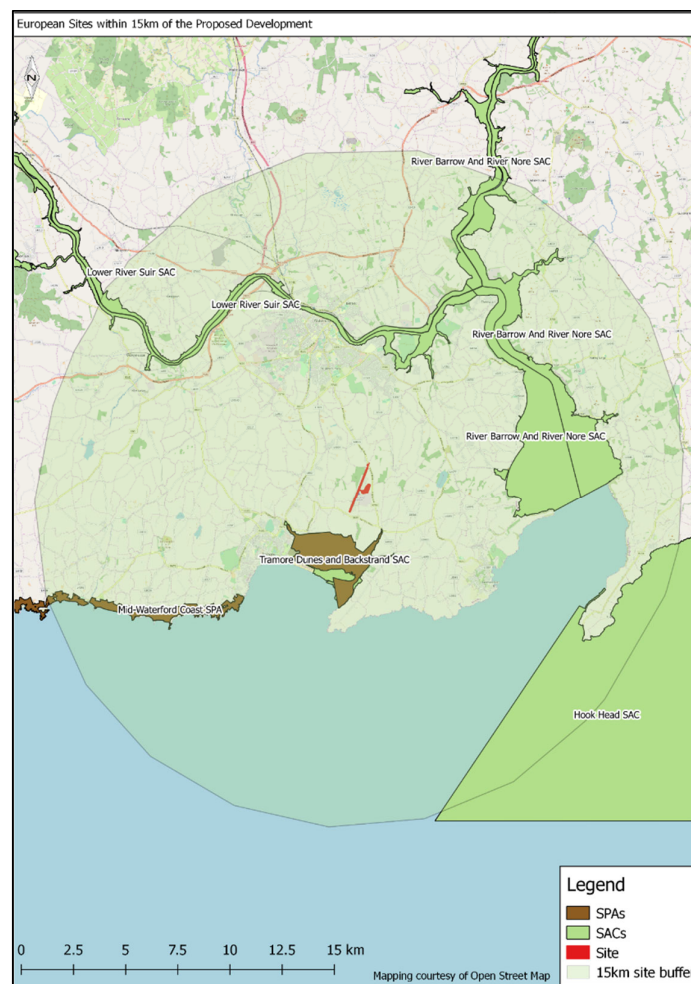 European Sites within 15km of the Proposed Development
N
River Barrow And River Nore SAC
Lower River Suir SAC
Lower River Suir SAC
River Barrow And River Nore SAC
River Barrow And River Nore SAC
Tramore Dunes and Backstrand SAC
Mid-Waterford Coast SPA
Hook Head SAC
Legend
SPAs
SACs
Site
15km site buffer
0 2.5 5 7.5 10 12.5 15 km
Mapping courtesy of Open Street Map